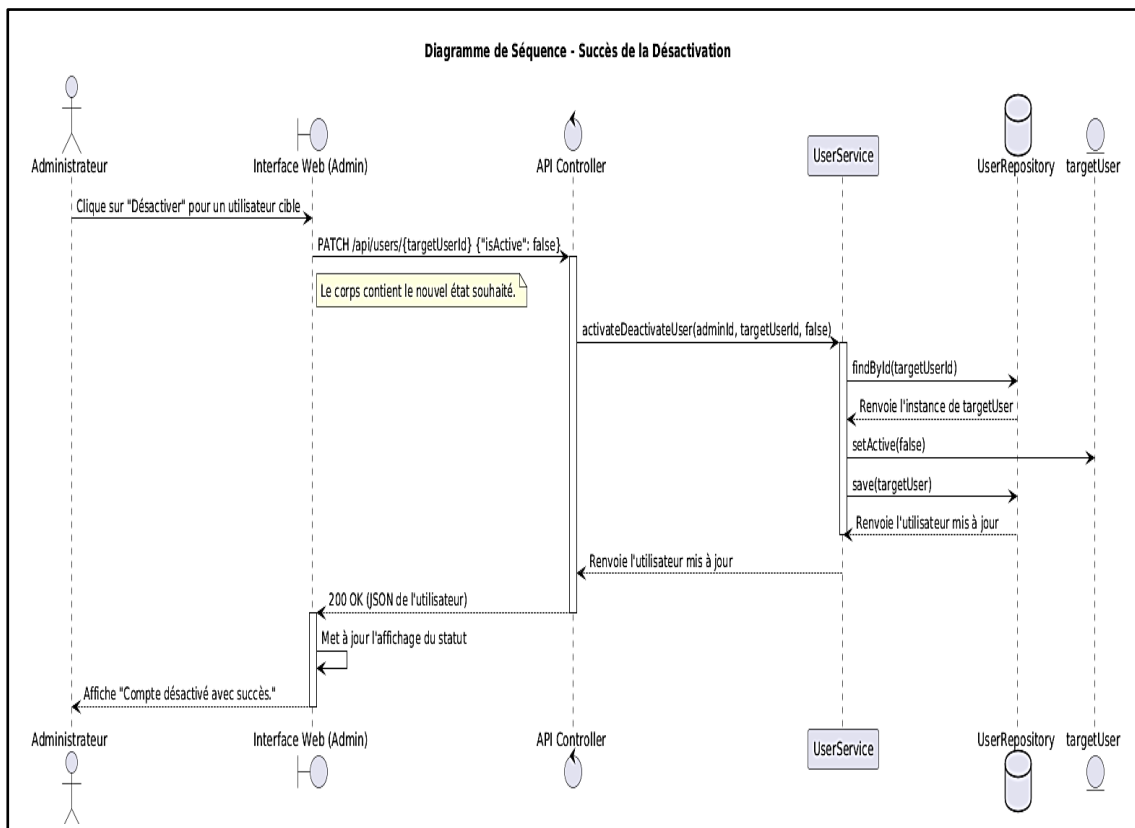 Diagramme de Séquence - Succès de la Désactivation
Administrateur
Interface Web (Admin)
API Controller
UserService
UserRepository
targetUser
Clique sur "Désactiver" pour un utilisateur cible
PATCH /api/users/{targetUserId} {"isActive": false}
Le corps contient le nouvel état souhaité.
activateDeactivateUser(adminId, targetUserId, false)
findById(targetUserId)
Renvoie l'instance de targetUser
setActive(false)
save(targetUser)
Renvoie l'utilisateur mis à jour
Renvoie l'utilisateur mis à jour
200 OK (JSON de l'utilisateur)
Met à jour l'affichage du statut
Affiche "Compte désactivé avec succès."
Administrateur
Interface Web (Admin)
API Controller
UserService
UserRepository
targetUser